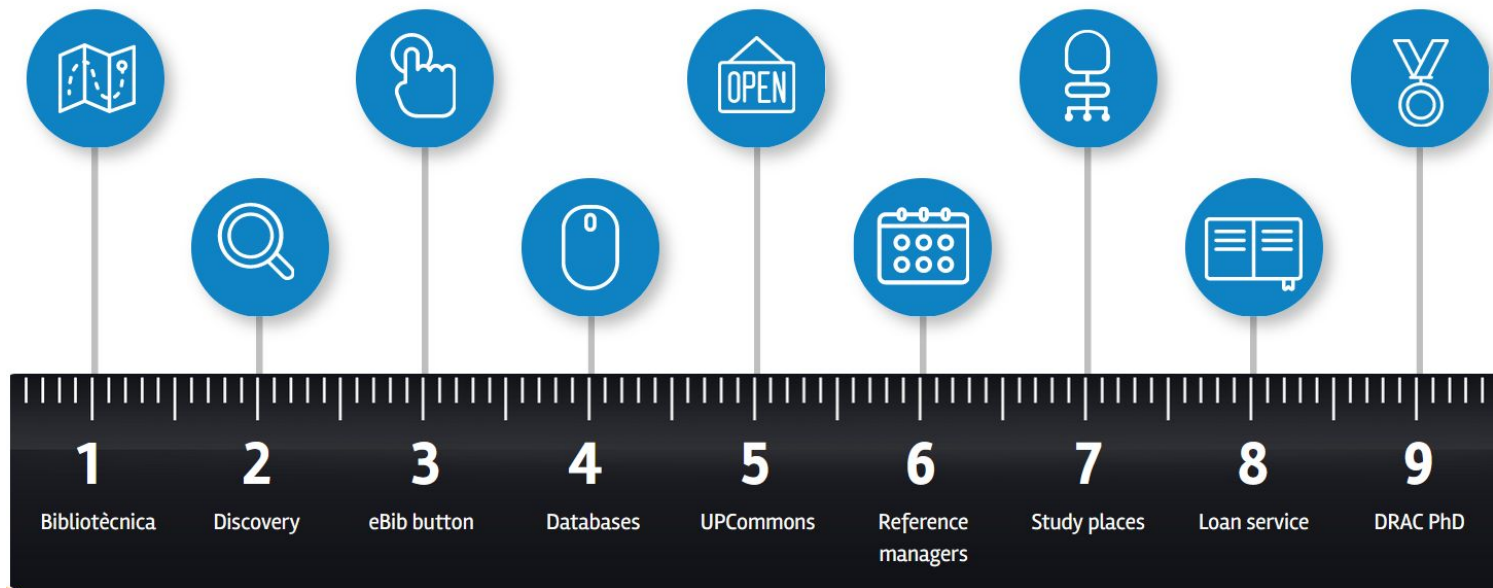 OPEN
1
2
3
4
5
6
7
8
9
Bibliotècnica
Discovery
eBib button
Databases
UPCommons
Reference
managers
Study places
Loan service
DRAC PhD